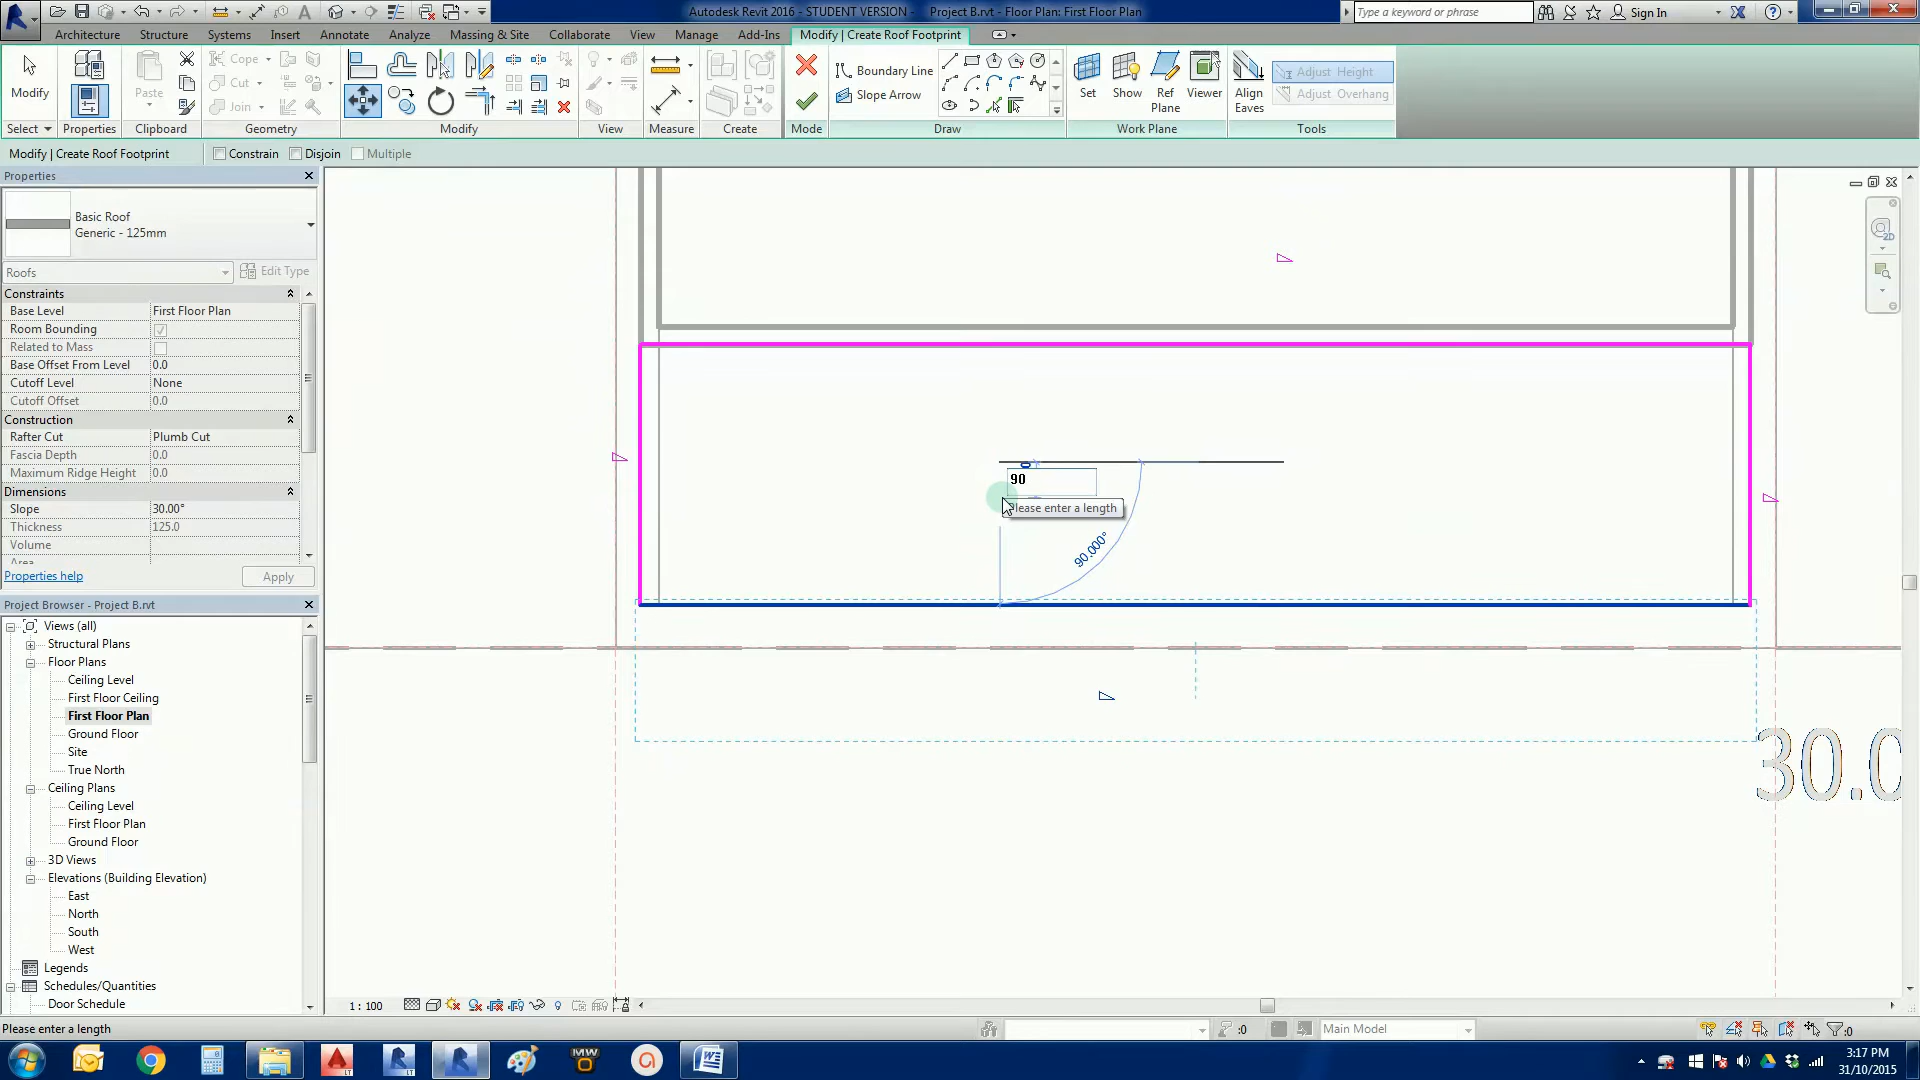 Autodesk Revit 2016 - STUDENT VERSION - Project B.rvt - Floor Plan: First Floor Plan
Type a keyword or phrase
Sign In
Architecture Structure Systems Insert Annotate Analyze Massing & Site Collaborate View Manage Add-Ins Modify | Create Roof Footprint
Modify
Paste
Cope
Cut
Join
Boundary Line
Slope Arrow
Set
Show
Ref
Plane
Viewer
Align
Eaves
Adjust Height
Adjust Overhang
Select Properties Clipboard Geometry Modify View Measure Create Mode Draw Work Plane Tools
Modify | Create Roof Footprint Constrain Disjoin Multiple
Properties
Basic Roof
Generic - 125mm
Roofs Edit Type
Constraints
Base Level First Floor Plan
Room Bounding
Related to Mass
Base Offset From Level 0.0
Cutoff Level None
Cutoff Offset 0.0
Construction
Rafter Cut Plumb Cut
Fascia Depth 0.0
Maximum Ridge Height 0.0
Dimensions
Slope 30.00°
Thickness 125.0
Volume
Properties help Apply
Project Browser - Project B.rvt
Views (all)
Structural Plans
Floor Plans
Ceiling Level
First Floor Ceiling
First Floor Plan
Ground Floor
Site
True North
Ceiling Plans
Ceiling Level
First Floor Plan
Ground Floor
3D Views
Elevations (Building Elevation)
East
North
South
West
Legends
Schedules/Quantities
Door Schedule
90
Please enter a length
90.000°
30.0
1 : 100
Please enter a length
:0
Main Model
:0
3:17 PM
31/10/2015